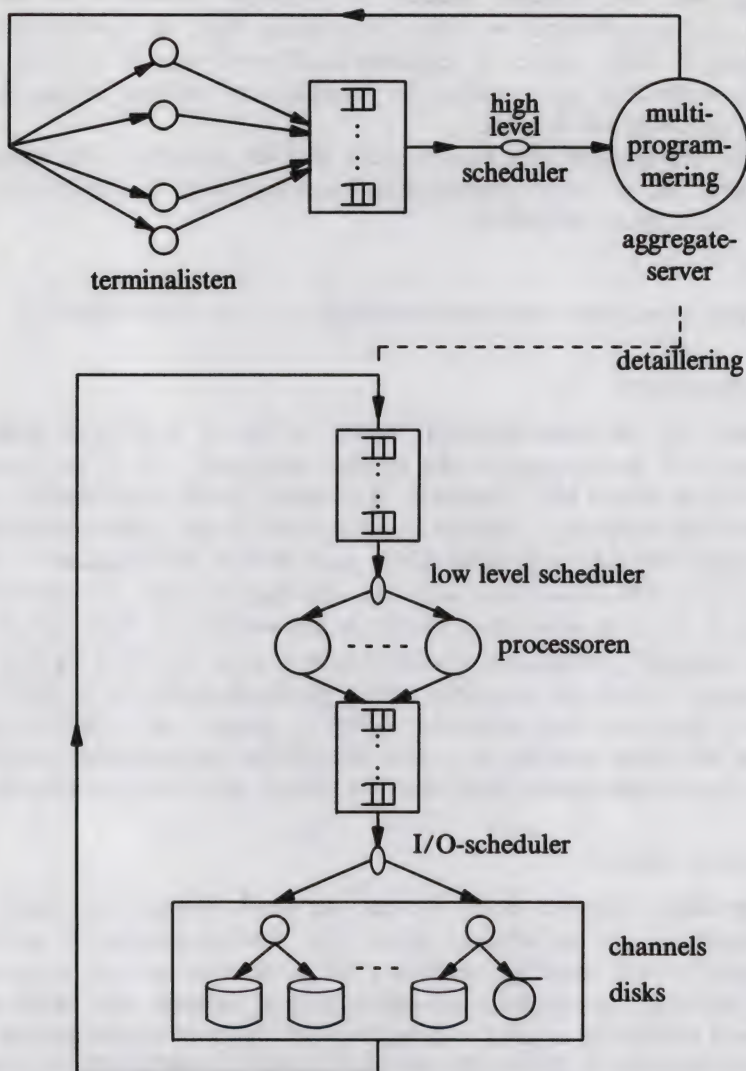 high
level
scheduler
multi-
program-
mering
aggregate-
server
terminalisten
detaillering
low level scheduler
processoren
I/O-scheduler
channels
disks